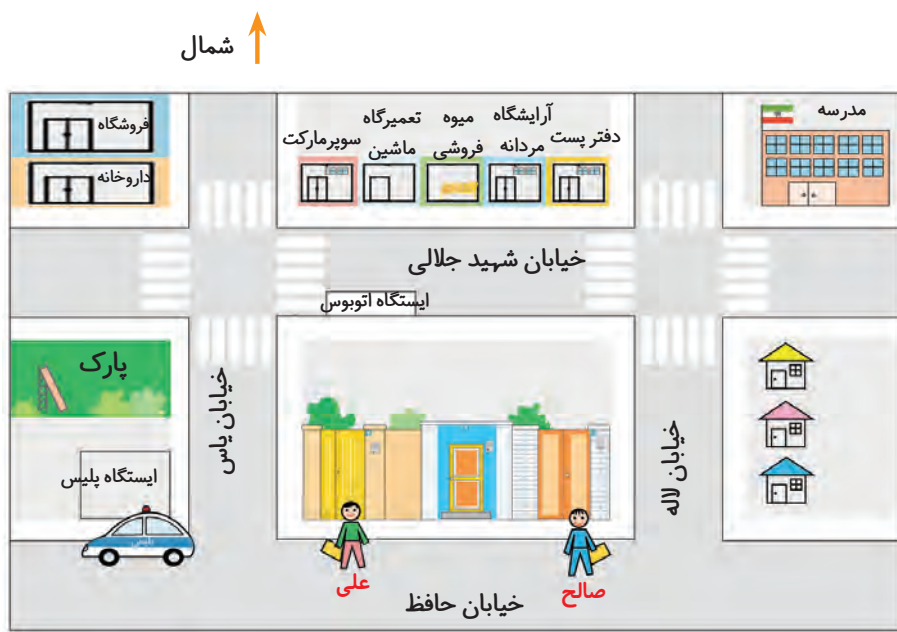 شمال
مدرسه
دفتر پست
آرایشگاه
مردانه
میوه
فروشی
تعمیرگاه
ماشین
سوپرمارکت
فروشگاه
داروخانه
خیابان شهید جلالی
ایستگاه اتوبوس
پارک
خیابان یاس
خیابان لاله
ایستگاه پلیس
پلیس
علی
صالح
خیابان حافظ